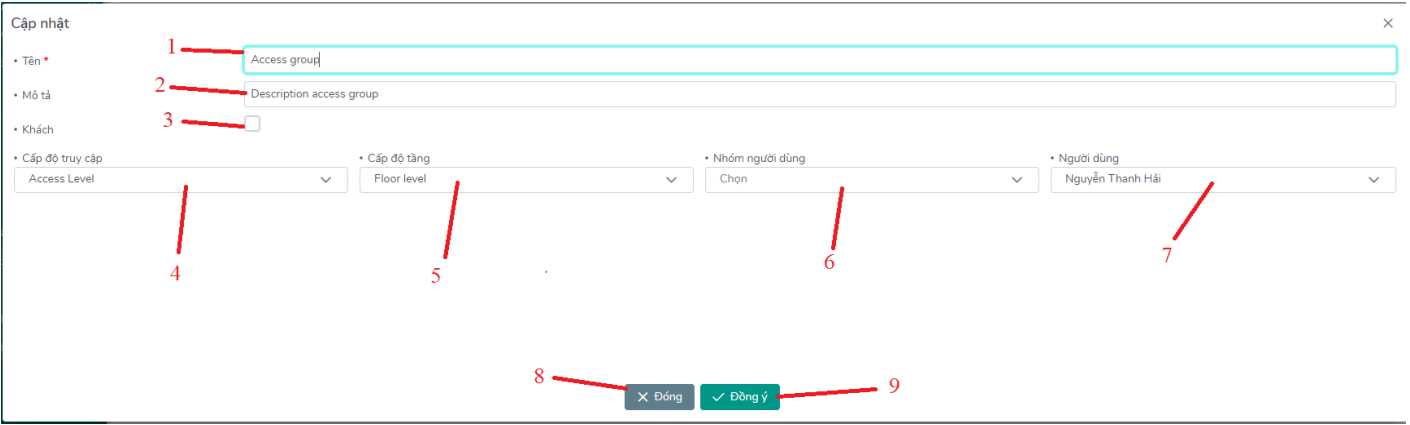 Cập nhật
1
• Tên * Access group
2
• Mô tả Description access group
3
• Khách
• Cấp độ truy cập • Cấp độ tầng • Nhóm người dùng • Người dùng
Access Level Floor level Chọn Nguyễn Thanh Hải
4 5 6 7
8 Đóng Đồng ý 9